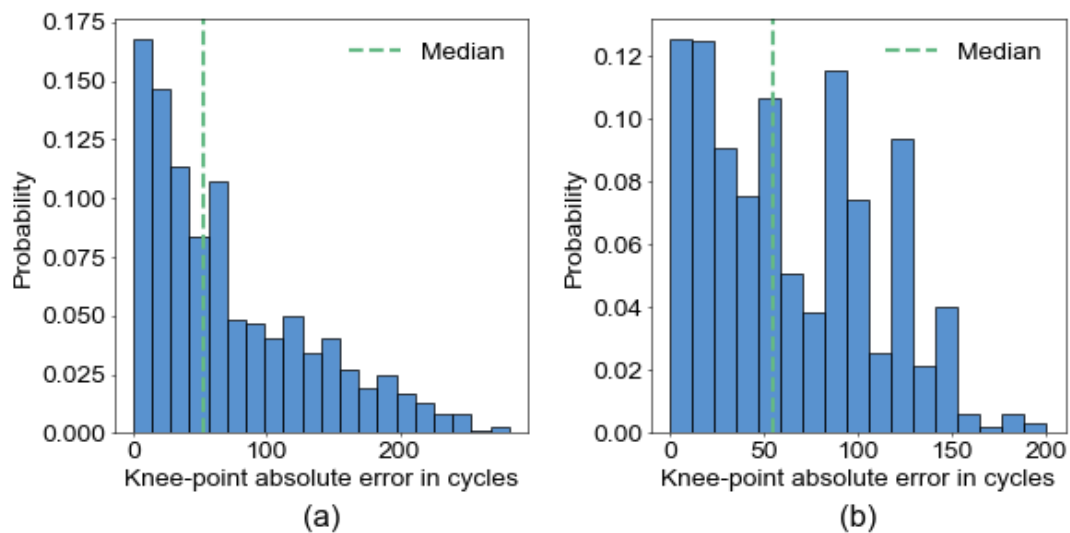 0.175
0.150
0.125
0.100
0.075
0.050
0.025
0.000
Probability
Median
0 100 200
Knee-point absolute error in cycles
(a)
0.12
0.10
0.08
0.06
0.04
0.02
0.00
Probability
Median
0 50 100 150 200
Knee-point absolute error in cycles
(b)